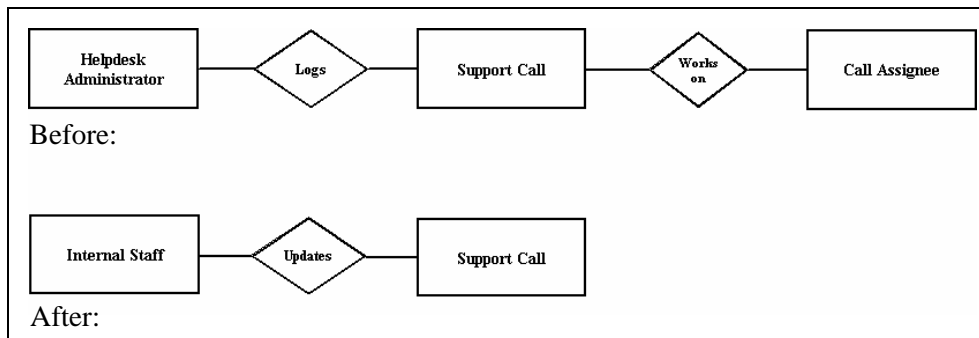 Helpdesk
Administrator
Logs
Support Call
Works
on
Call Assignee
Before:
Internal Staff
Updates
Support Call
After: